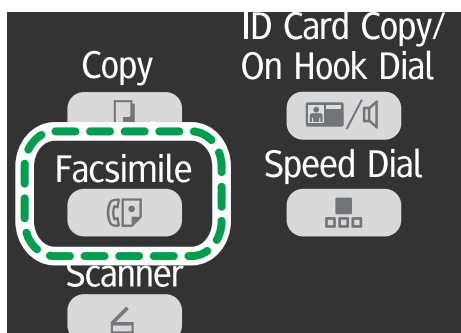 Copy
ID Card Copy/
On Hook Dial
Facsimile
Speed Dial
Scanner